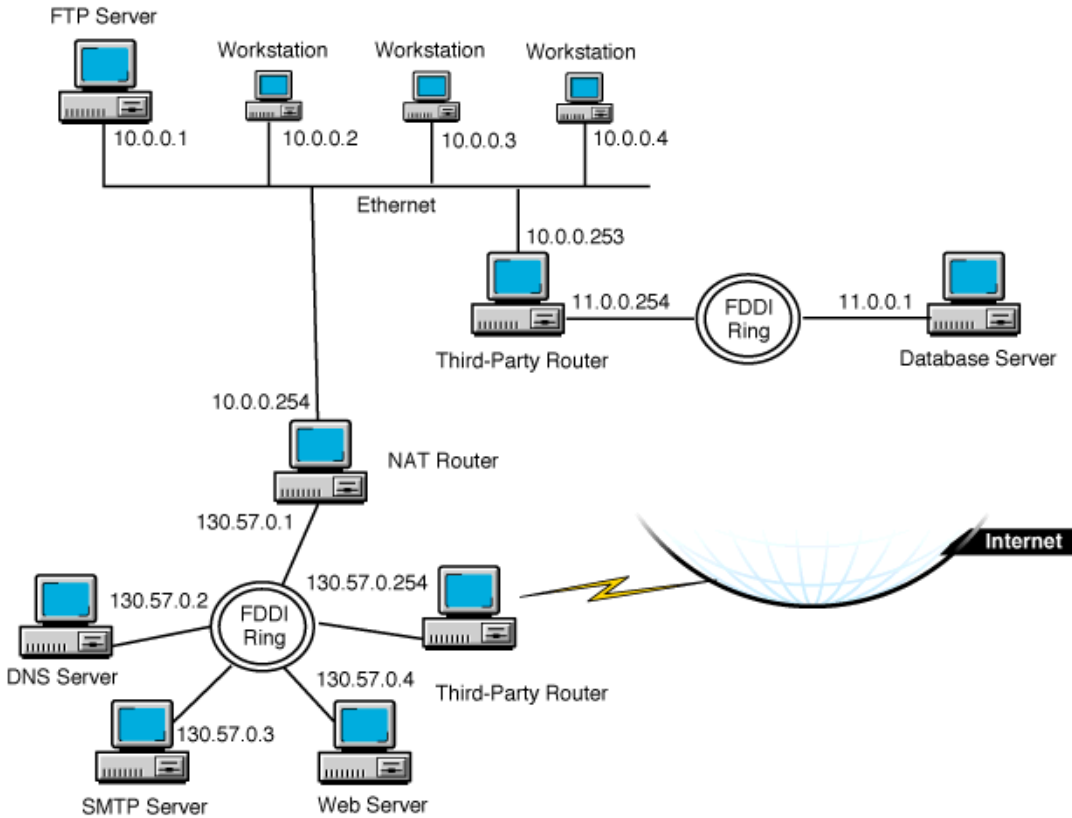 FTP Server
Workstation
Workstation
Workstation
10.0.0.1
10.0.0.2
10.0.0.3
10.0.0.4
Ethernet
10.0.0.253
11.0.0.254
FDDI
Ring
11.0.0.1
Third-Party Router
Database Server
10.0.0.254
NAT Router
130.57.0.1
Internet
130.57.0.2
FDDI
Ring
130.57.0.254
DNS Server
130.57.0.4
Third-Party Router
130.57.0.3
SMTP Server
Web Server